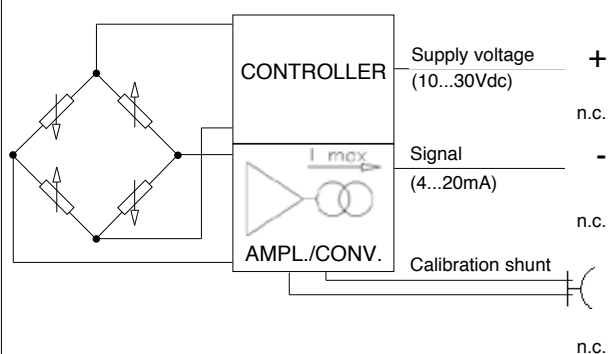 CONTROLLER
Supply voltage
(10...30Vdc)
+
n.c.
I max
Signal
(4...20mA)
-
n.c.
AMPL./CONV.
Calibration shunt
n.c.